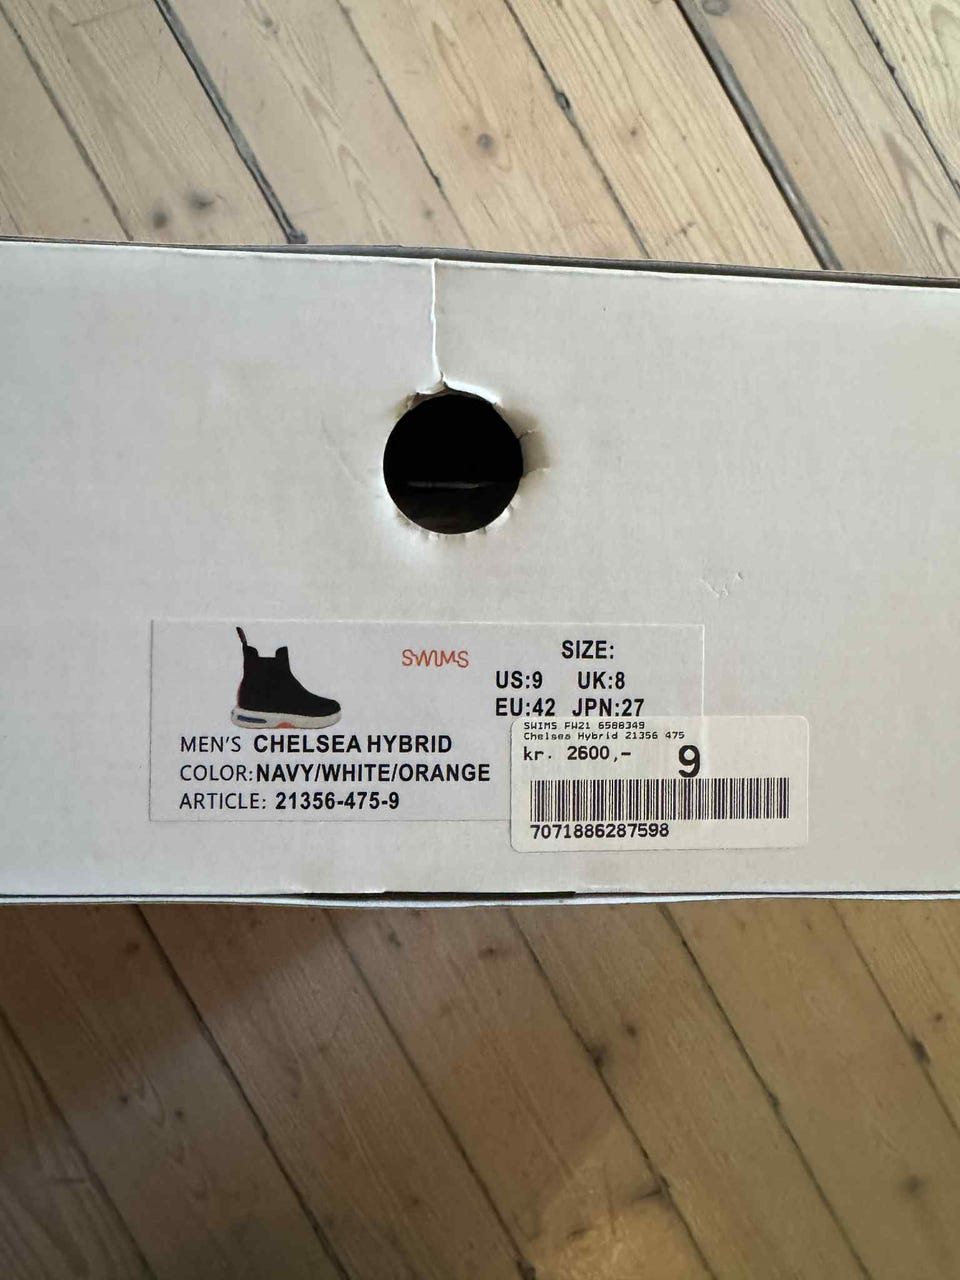 SWIMS
SIZE:
US:9 UK:8
EU:42 JPN:27
MEN'S CHELSEA HYBRID
COLOR:NAVY/WHITE/ORANGE
ARTICLE: 21356-475-9
SWIMS FW21 6588349
Chelsea Hybrid 21356 475
kr. 2600,-
9
7071886287598